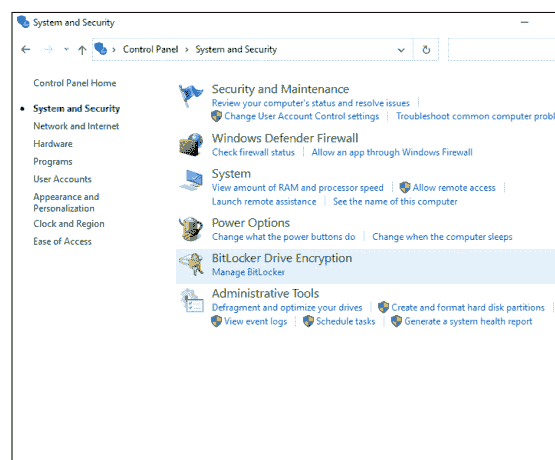 System and Security
Control Panel > System and Security
Control Panel Home
System and Security
Network and Internet
Hardware
Programs
User Accounts
Appearance and
Personalization
Clock and Region
Ease of Access
Security and Maintenance
Review your computer's status and resolve issues
Change User Account Control settings | Troubleshoot common computer
Windows Defender Firewall
Check firewall status | Allow an app through Windows Firewall
System
View amount of RAM and processor speed | Allow remote access |
Launch remote assistance | See the name of this computer
Power Options
Change what the power buttons do | Change when the computer sleeps
BitLocker Drive Encryption
Manage BitLocker
Administrative Tools
Defragment and optimize your drives | Create and format hard disk partitions |
View event logs | Schedule tasks | Generate a system health report